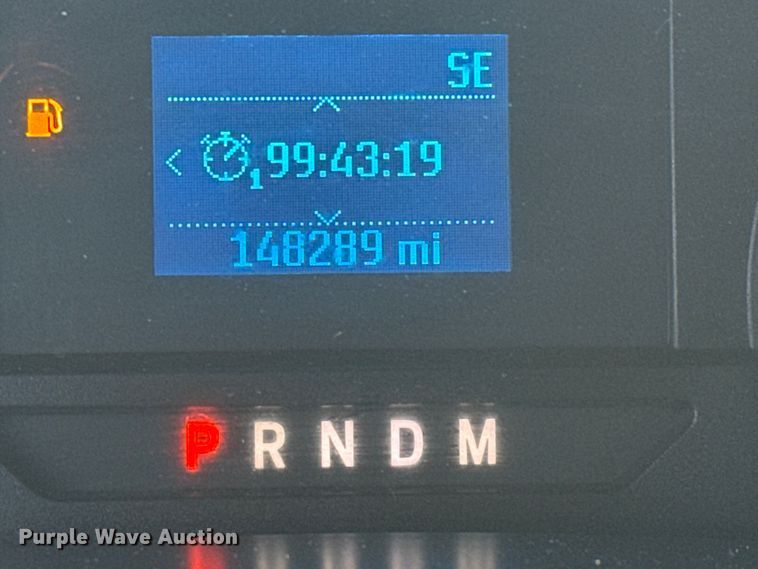 SE
1 99:43:19
148289 mi
P R N D M
Purple Wave Auction